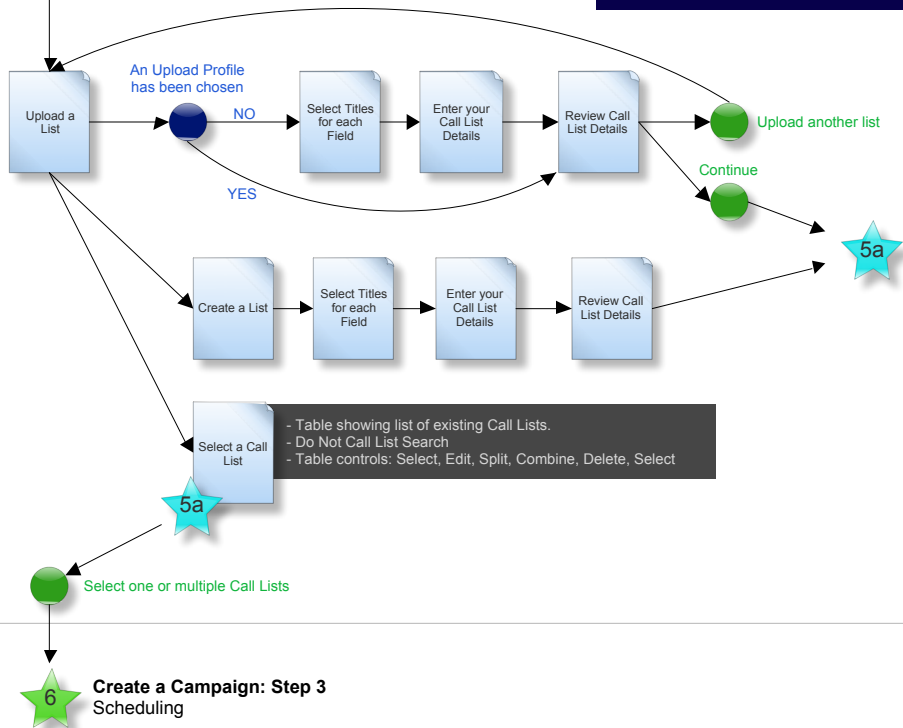 An Upload Profile
has been chosen
Upload a
List
NO
Select Titles
for each
Field
Enter your
Call List
Details
Review Call
List Details
Upload another list
YES
Continue
5a
Create a List
Select Titles
for each
Field
Enter your
Call List
Details
Review Call
List Details
Select a Call
List
- Table showing list of existing Call Lists.
- Do Not Call List Search
- Table controls: Select, Edit, Split, Combine, Delete, Select
5a
Select one or multiple Call Lists
6
Create a Campaign: Step 3
Scheduling